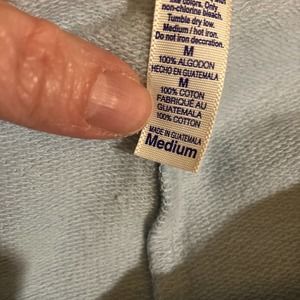 like colors. Only
non-chlorine bleach.
Tumble dry low.
Medium / hot iron.
Do not iron decoration.
M
100% ALGODON
HECHO EN GUATEMALA
M
100% COTON
FABRIQUÉ AU
GUATEMALA
100% COTTON
MADE IN GUATEMALA
Medium